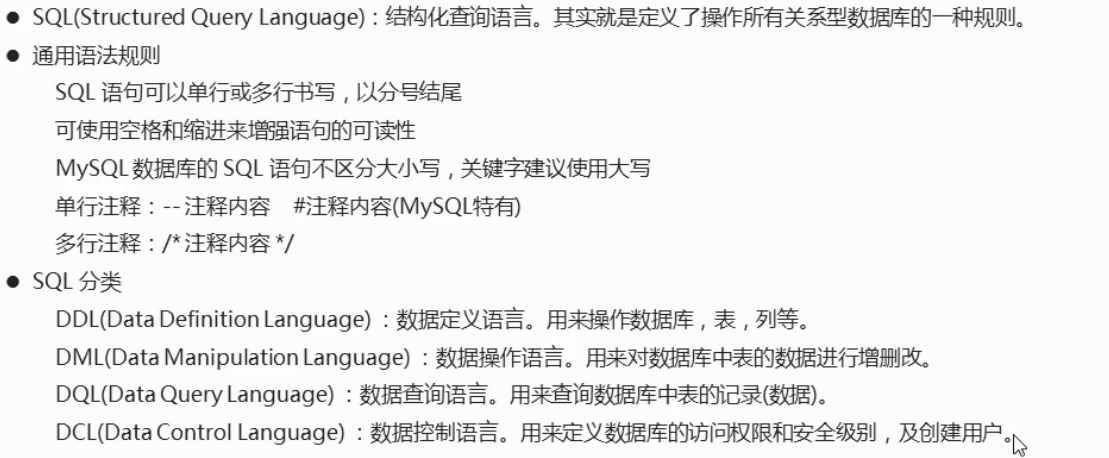 ● SQL(Structured Query Language)：结构化查询语言。其实就是定义了操作所有关系型数据库的一种规则。
● 通用语法规则
SQL 语句可以单行或多行书写，以分号结尾
可使用空格和缩进来增强语句的可读性
MySQL 数据库的 SQL 语句不区分大小写，关键字建议使用大写
单行注释：-- 注释内容 #注释内容(MySQL特有)
多行注释：/* 注释内容 */
● SQL 分类
DDL(Data Definition Language)：数据定义语言。用来操作数据库，表，列等。
DML(Data Manipulation Language)：数据操作语言。用来对数据库中表的数据进行增删改。
DQL(Data Query Language)：数据查询语言。用来查询数据库中表的记录(数据)。
DCL(Data Control Language)：数据控制语言。用来定义数据库的访问权限和安全级别，及创建用户。